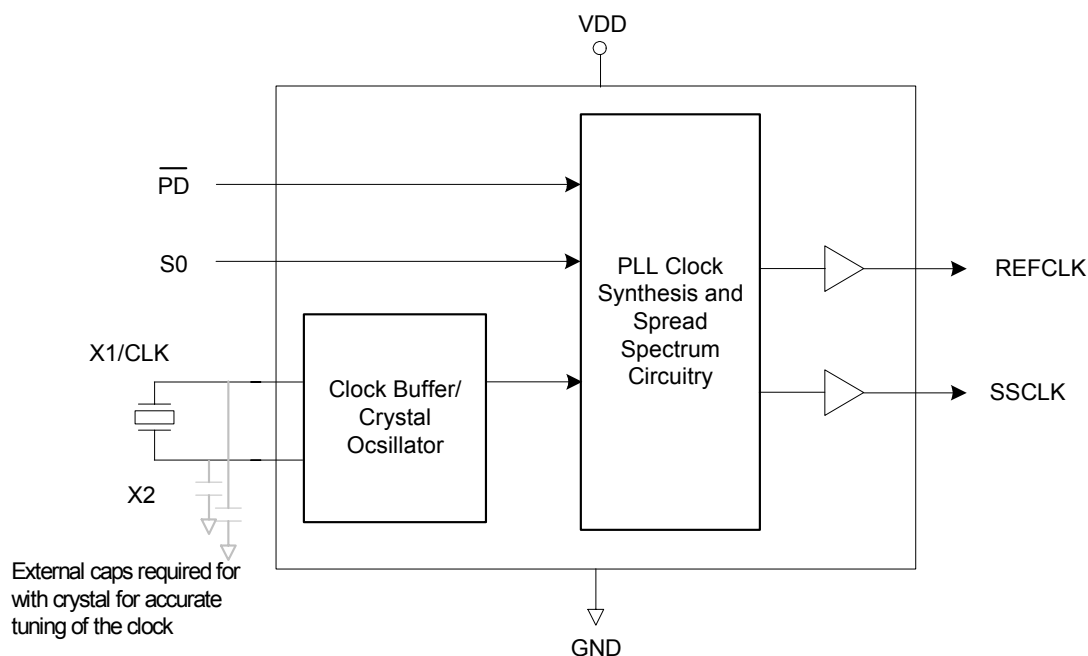 VDD
PD
S0
X1/CLK
X2
Clock Buffer/
Crystal
Ocsillator
PLL Clock
Synthesis and
Spread
Spectrum
Circuitry
REFCLK
SSCLK
External caps required for
with crystal for accurate
tuning of the clock
GND